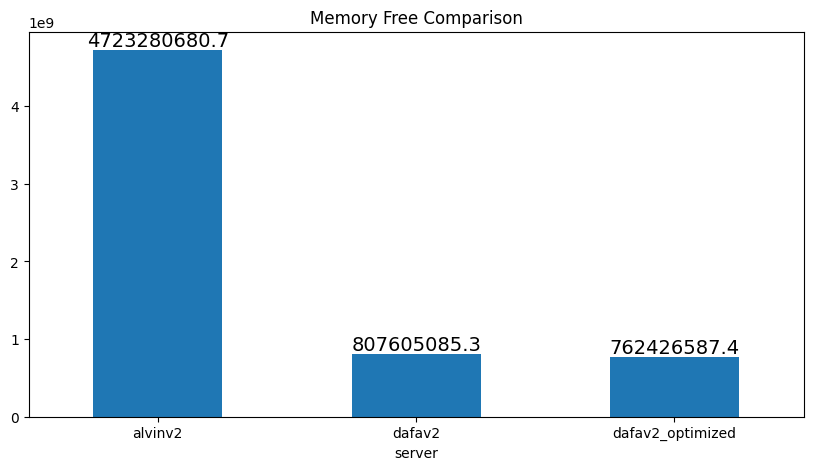 Memory Free Comparison
1e9
4723280680.7
4
3
2
1
0
807605085.3
762426587.4
alvinv2
dafav2
dafav2_optimized
server